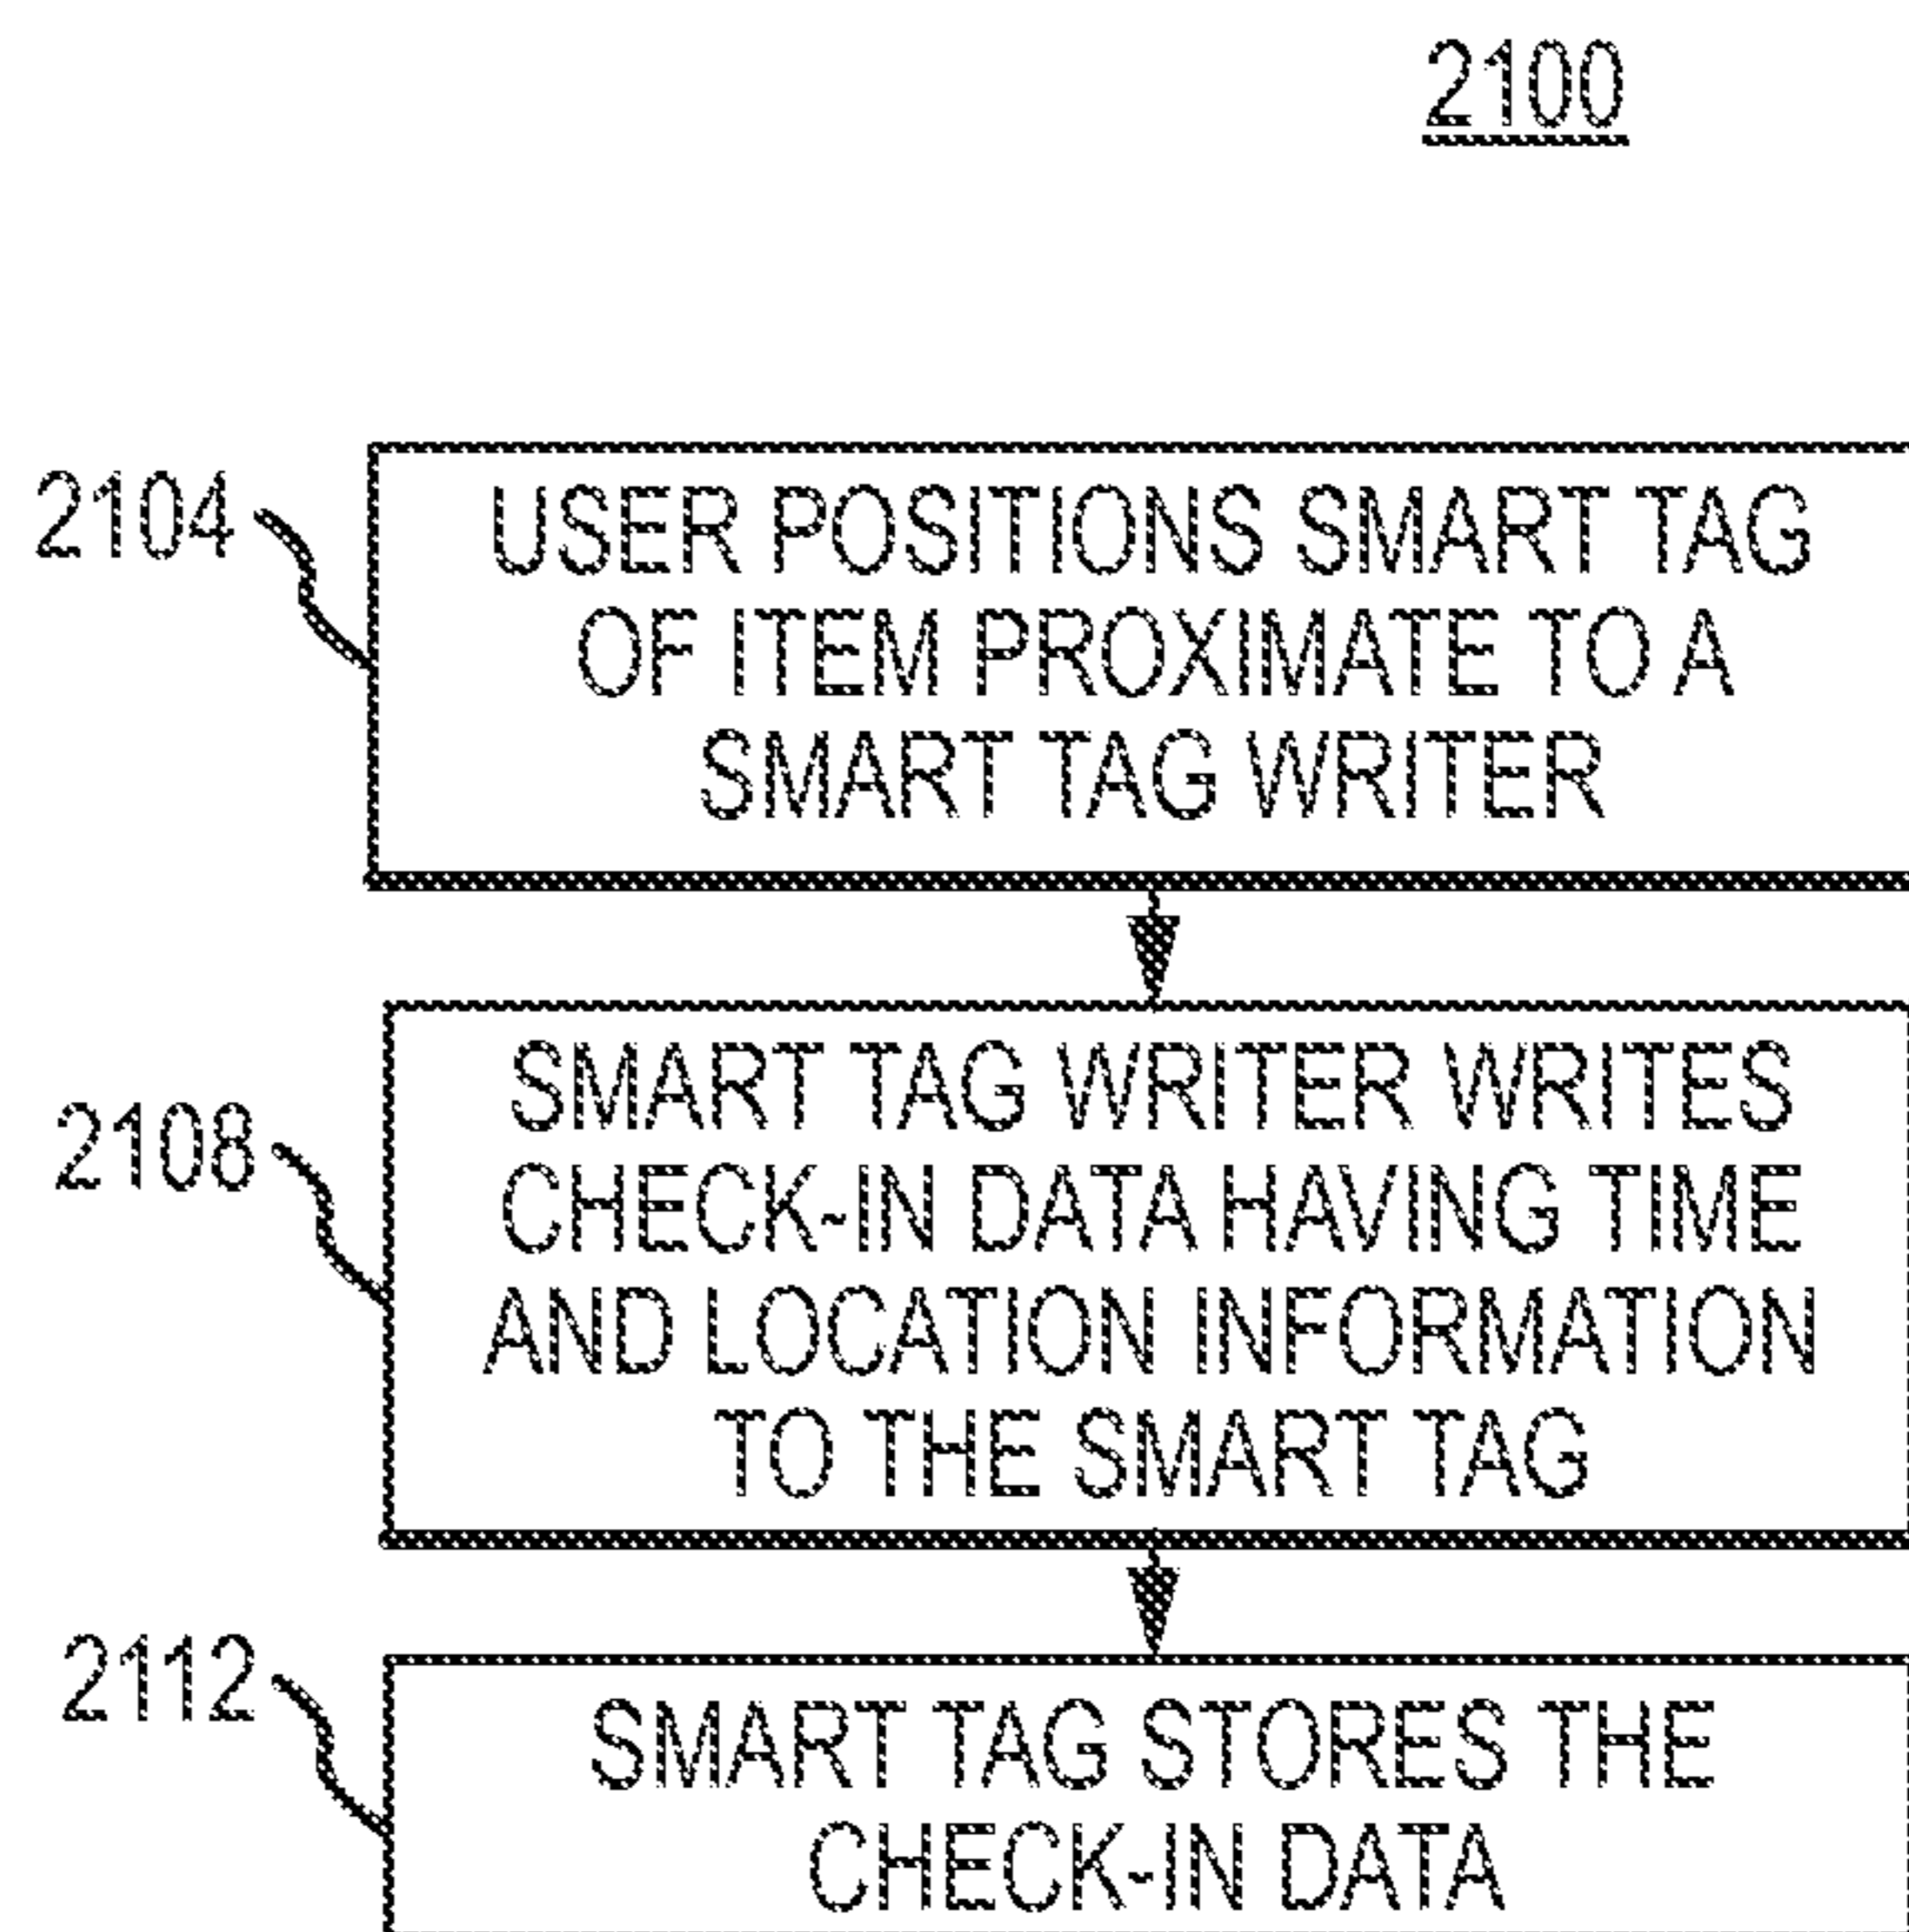 2100
2104
USER POSITIONS SMART TAG
OF ITEM PROXIMATE TO A
SMART TAG WRITER
2108
SMART TAG WRITER WRITES
CHECK-IN DATA HAVING TIME
AND LOCATION INFORMATION
TO THE SMART TAG
2112
SMART TAG STORES THE
CHECK-IN DATA